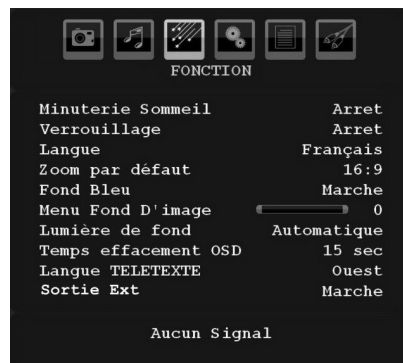 FONCTION
Minuterie Sommeil Arret
Verrouillage Arret
Langue Français
Zoom par défaut 16:9
Fond Bleu Marche
Menu Fond D'image 0
Lumière de fond Automatique
Temps effacement OSD 15 sec
Langue TELETEXTE Ouest
Sortie Ext Marche
Aucun Signal